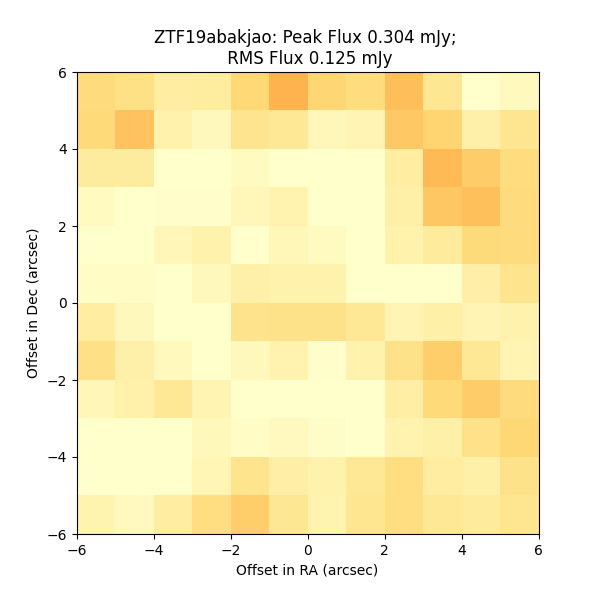 ZTF19abakjao: Peak Flux 0.304 mJy;
RMS Flux 0.125 mJy
6
4
2
0
−2
−4
−6
Offset in Dec (arcsec)
−6 −4 −2 0 2 4 6
Offset in RA (arcsec)